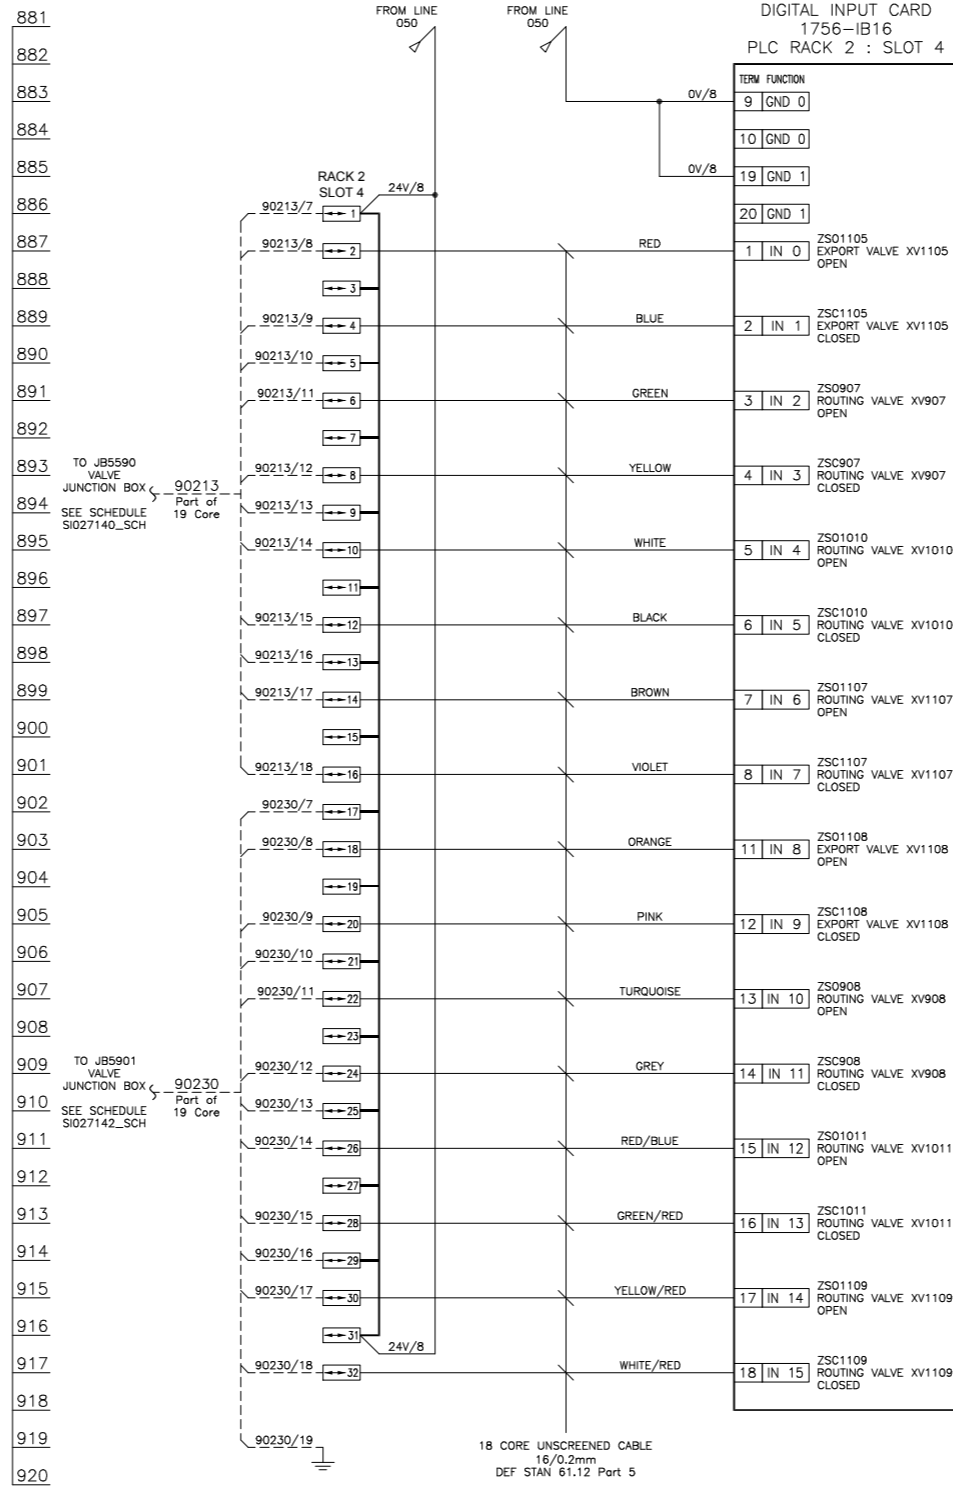 FROM LINE
050
FROM LINE
050
DIGITAL INPUT CARD
1756-IB16
PLC RACK 2 : SLOT 4
881
882
TERM FUNCTION
883
0V/8
9 GND 0
884
10 GND 0
885
0V/8
19 GND 1
RACK 2
SLOT 4
24V/8
886
90213/7
1
20 GND 1
887
90213/8
2
RED
1 IN 0
ZSO1105
EXPORT VALVE XV1105
OPEN
888
3
889
90213/9
4
BLUE
2 IN 1
ZSC1105
EXPORT VALVE XV1105
CLOSED
890
90213/10
5
891
90213/11
6
GREEN
3 IN 2
ZSO907
ROUTING VALVE XV907
OPEN
892
7
893
90213/12
8
YELLOW
4 IN 3
ZSC907
ROUTING VALVE XV907
CLOSED
TO JB5590
VALVE
JUNCTION BOX
SEE SCHEDULE
SI027140_SCH
90213
Part of
19 Core
894
90213/13
9
895
90213/14
10
WHITE
5 IN 4
ZSO1010
ROUTING VALVE XV1010
OPEN
896
11
897
90213/15
12
BLACK
6 IN 5
ZSC1010
ROUTING VALVE XV1010
CLOSED
898
90213/16
13
899
90213/17
14
BROWN
7 IN 6
ZSO1107
ROUTING VALVE XV1107
OPEN
900
15
901
90213/18
16
VIOLET
8 IN 7
ZSC1107
ROUTING VALVE XV1107
CLOSED
902
90230/7
17
903
90230/8
18
ORANGE
11 IN 8
ZSO1108
EXPORT VALVE XV1108
OPEN
904
19
905
90230/9
20
PINK
12 IN 9
ZSC1108
EXPORT VALVE XV1108
CLOSED
906
90230/10
21
907
90230/11
22
TURQUOISE
13 IN 10
ZSO908
ROUTING VALVE XV908
OPEN
908
23
909
90230/12
24
GREY
14 IN 11
ZSC908
ROUTING VALVE XV908
CLOSED
TO JB5901
VALVE
JUNCTION BOX
SEE SCHEDULE
SI027142_SCH
90230
Part of
19 Core
910
90230/13
25
911
90230/14
26
RED/BLUE
15 IN 12
ZSO1011
ROUTING VALVE XV1011
OPEN
912
27
913
90230/15
28
GREEN/RED
16 IN 13
ZSC1011
ROUTING VALVE XV1011
CLOSED
914
90230/16
29
915
90230/17
30
YELLOW/RED
17 IN 14
ZSO1109
ROUTING VALVE XV1109
OPEN
916
31
24V/8
917
90230/18
32
WHITE/RED
18 IN 15
ZSC1109
ROUTING VALVE XV1109
CLOSED
918
919
90230/19
18 CORE UNSCREENED CABLE
16/0.2mm
DEF STAN 61.12 Part 5
920